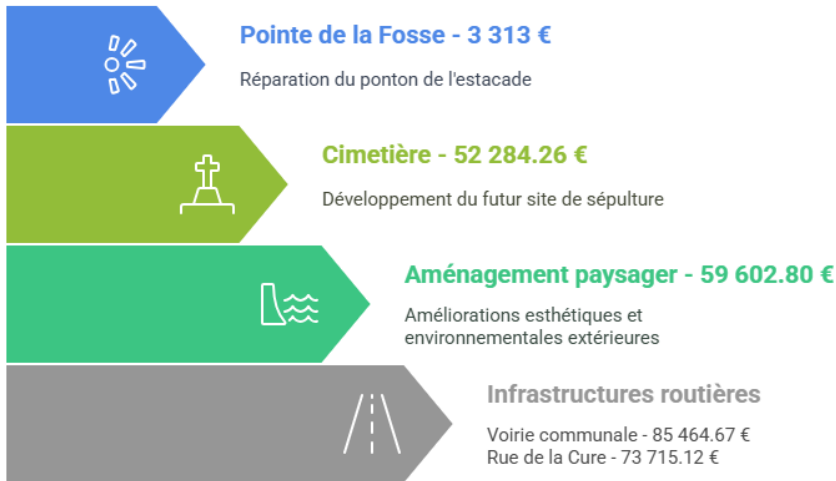 Pointe de la Fosse - 3 313 €
Réparation du ponton de l'estacade
Cimetière - 52 284.26 €
Développement du futur site de sépulture
Aménagement paysager - 59 602.80 €
Améliorations esthétiques et
environnementales extérieures
Infrastructures routières
Voirie communale - 85 464.67 €
Rue de la Cure - 73 715.12 €